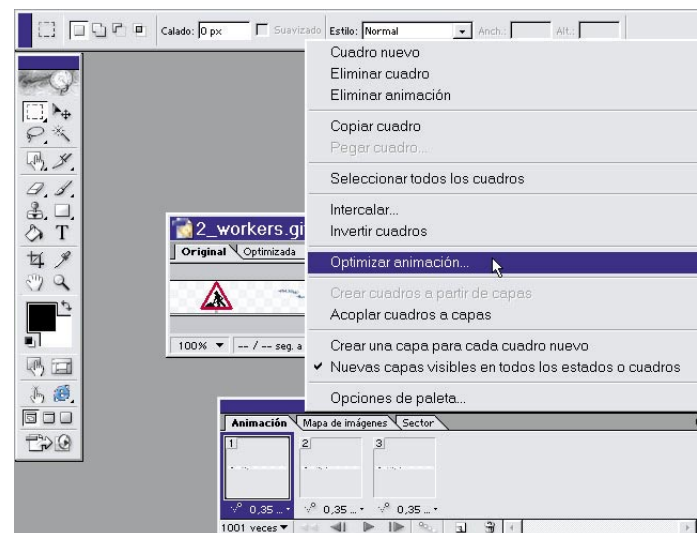 Calado: 0 px Suavizado Estilo: Normal Anch.: Alt.:
Cuadro nuevo
Eliminar cuadro
Eliminar animación
Copiar cuadro
Pegar cuadro...
Seleccionar todos los cuadros
Intercalar...
Invertir cuadros
Optimizar animación...
Crear cuadros a partir de capas
Acoplar cuadros a capas
Crear una capa para cada cuadro nuevo
✔ Nuevas capas visibles en todos los estados o cuadros
Opciones de paleta...
T
2_workers.gi
Original Optimizada
100% -- / -- seg. a
Animación Mapa de imágenes Sector
1 2 3
0,35 ... 0,35 ... 0,35 ...
1001 veces